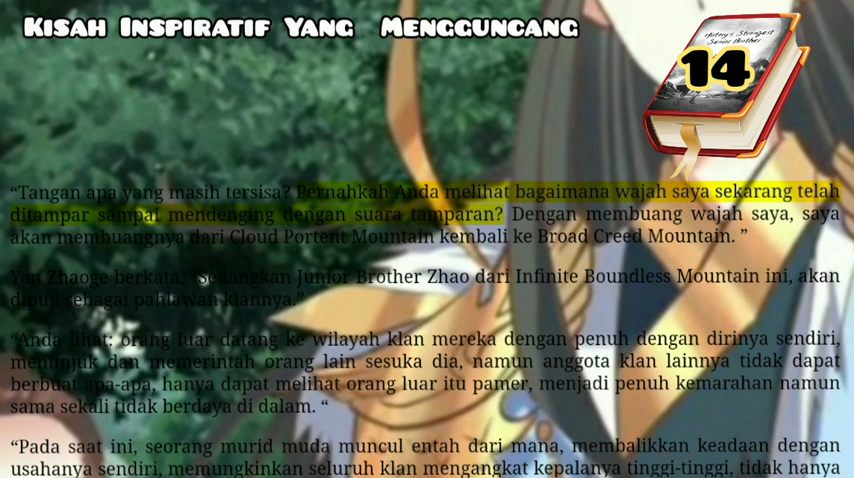 Kisah Inspiratif Yang Mengguncang
History's Strongest
Senior Brother
14
“Tangan apa yang masih tersisa? Pernahkah Anda melihat bagaimana wajah saya sekarang telah
ditampar sampai mendenging dengan suara tamparan? Dengan membuang wajah saya, saya
akan membuangnya dari Cloud Portent Mountain kembali ke Broad Creed Mountain. ”
Yan Zhaoge berkata, “Sedangkan Junior Brother Zhao dari Infinite Boundless Mountain ini, akan
dipuji sebagai pahlawan klannya.”
“Anda lihat: orang luar datang ke wilayah klan mereka dengan penuh dengan dirinya sendiri,
menunjuk dan memerintah orang lain sesuka dia, namun anggota klan lainnya tidak dapat
berbuat apa-apa, hanya dapat melihat orang luar itu pamer, menjadi penuh kemarahan namun
sama sekali tidak berdaya di dalam. “
“Pada saat ini, seorang murid muda muncul entah dari mana, membalikkan keadaan dengan
usahanya sendiri, memungkinkan seluruh klan mengangkat kepalanya tinggi-tinggi, tidak hanya